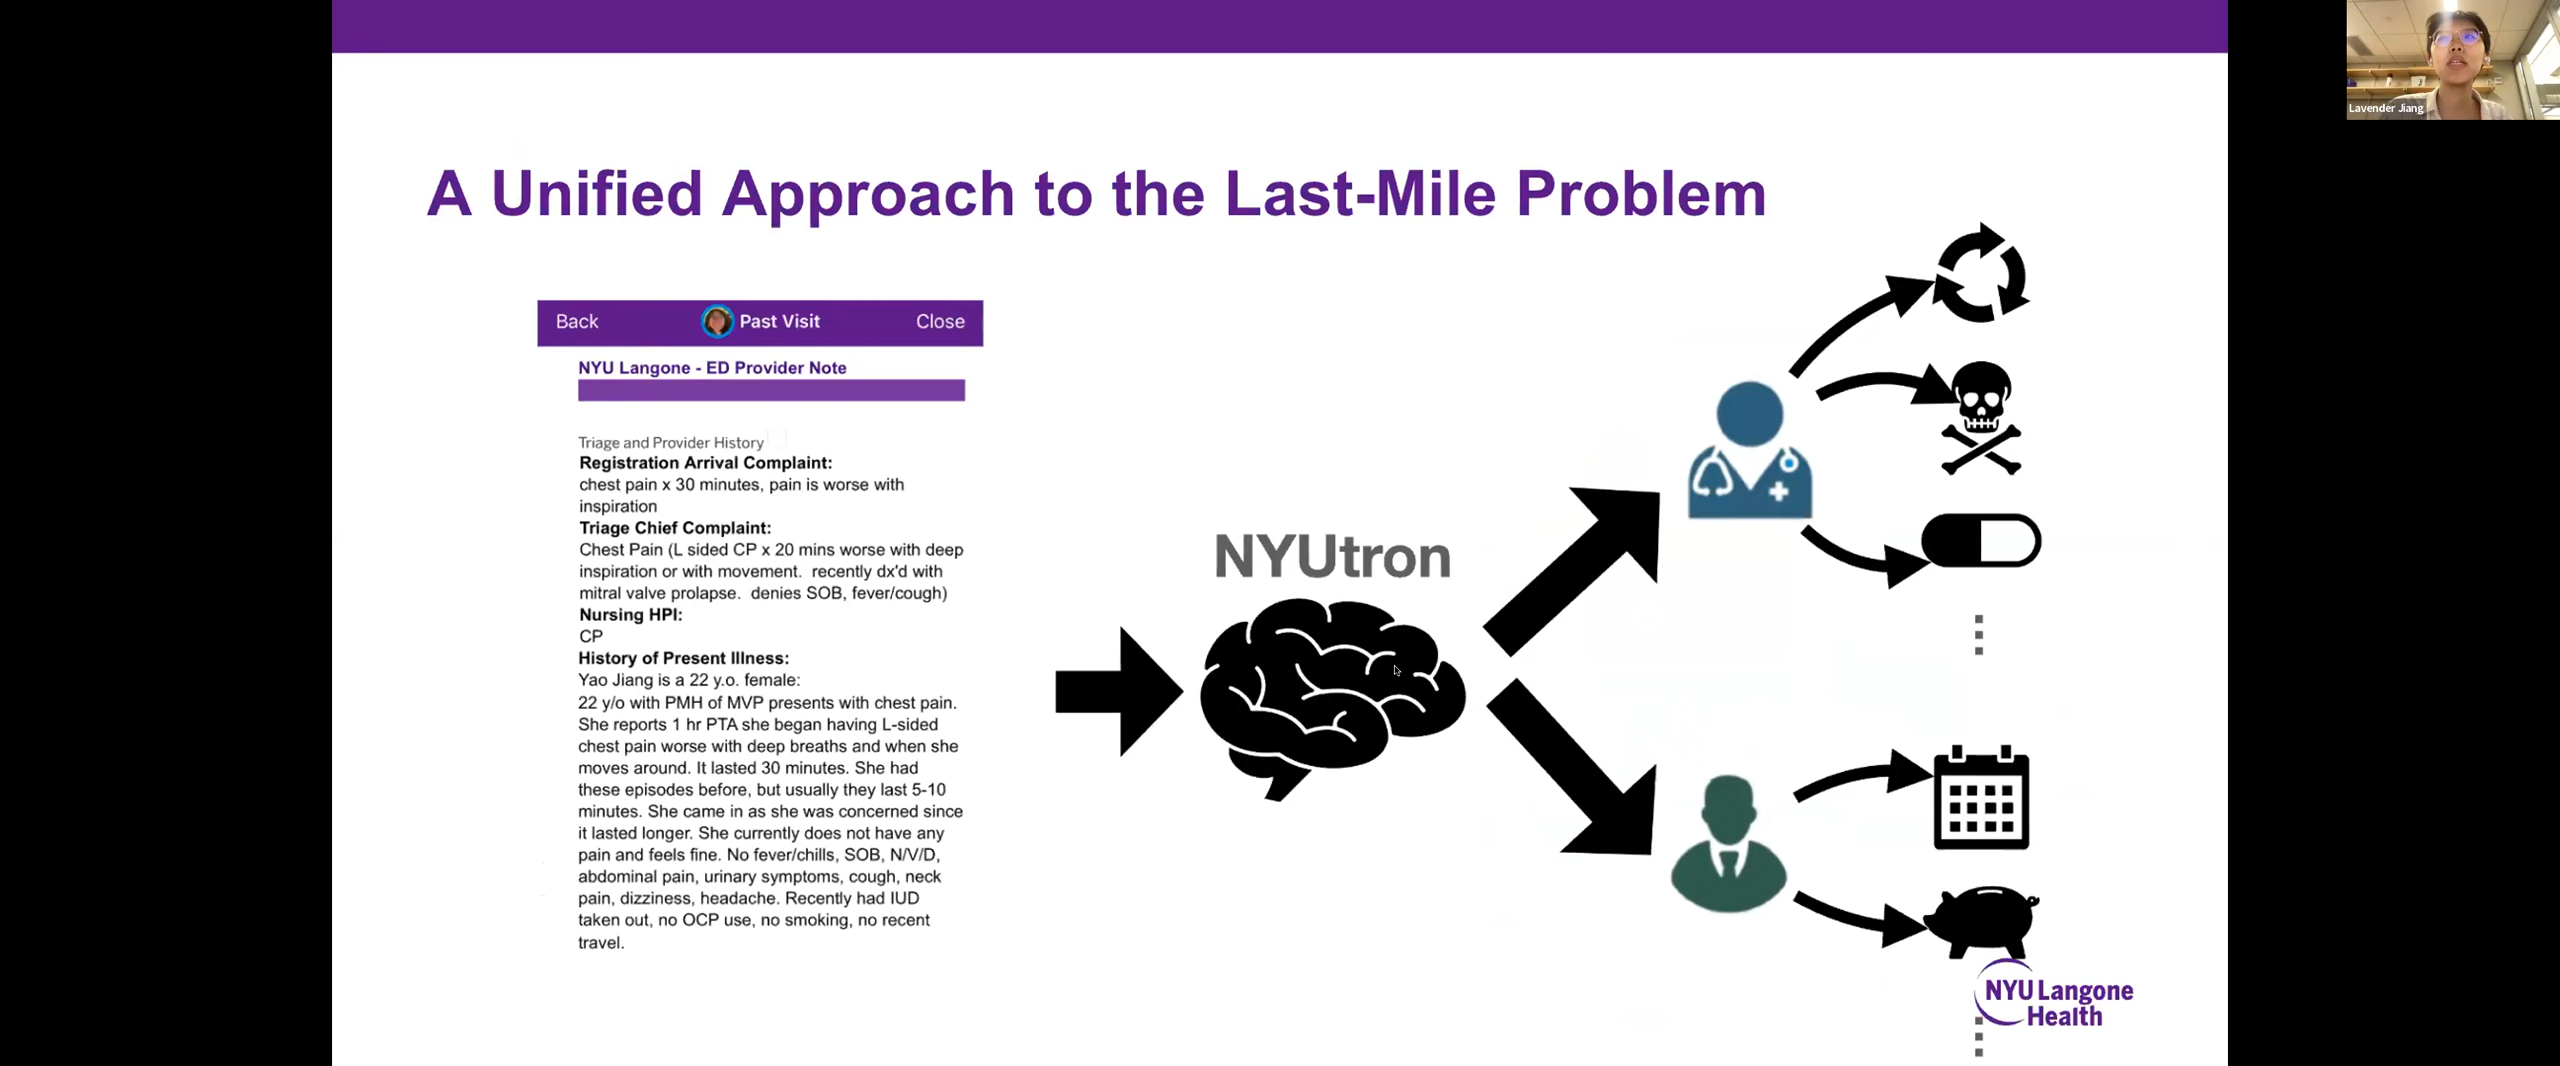 Lavender Jiang
A Unified Approach to the Last-Mile Problem
Back
Past Visit
Close
NYU Langone - ED Provider Note
Triage and Provider History
Registration Arrival Complaint:
chest pain x 30 minutes, pain is worse with
inspiration
Triage Chief Complaint:
Chest Pain (L sided CP x 20 mins worse with deep
inspiration or with movement.  recently dx'd with
mitral valve prolapse.  denies SOB, fever/cough)
Nursing HPI:
CP
History of Present Illness:
Yao Jiang is a 22 y.o. female:
22 y/o with PMH of MVP presents with chest pain.
She reports 1 hr PTA she began having L-sided
chest pain worse with deep breaths and when she
moves around. It lasted 30 minutes. She had
these episodes before, but usually they last 5-10
minutes. She came in as she was concerned since
it lasted longer. She currently does not have any
pain and feels fine. No fever/chills, SOB, N/V/D,
abdominal pain, urinary symptoms, cough, neck
pain, dizziness, headache. Recently had IUD
taken out, no OCP use, no smoking, no recent
travel.
NYUtron
NYU Langone
Health